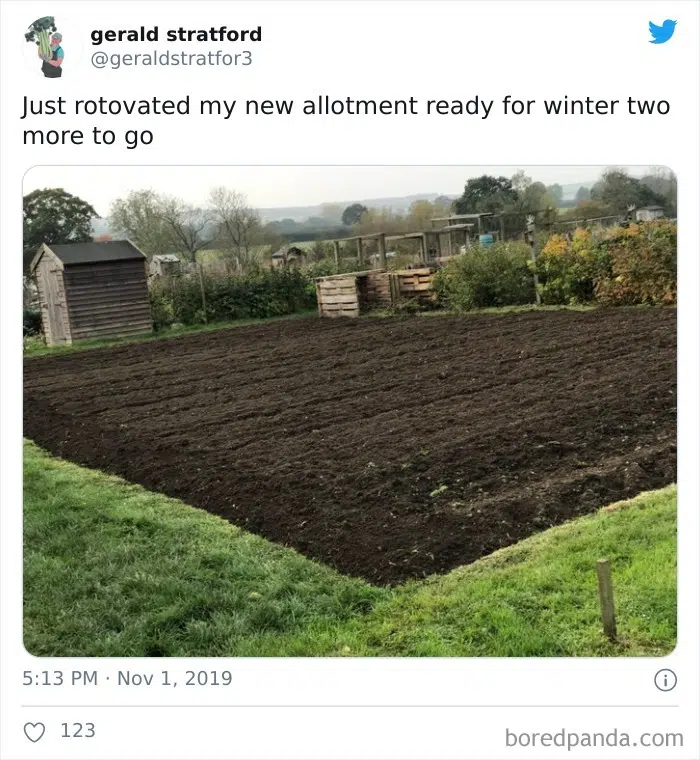 gerald stratford
@geraldstratfor3
Just rotovated my new allotment ready for winter two
more to go
5:13 PM · Nov 1, 2019
123
boredpanda.com